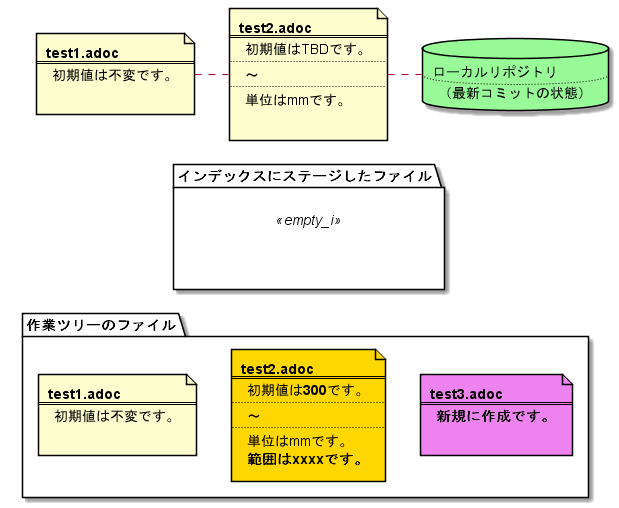 test1.adoc
初期値は不変です。
test2.adoc
初期値はTBDです。
～
単位はmmです。
ローカルリポジトリ
（最新コミットの状態）
インデックスにステージしたファイル
«empty_i»
作業ツリーのファイル
test1.adoc
初期値は不変です。
test2.adoc
初期値は300です。
～
単位はmmです。
範囲はxxxxです。
test3.adoc
新規に作成です。